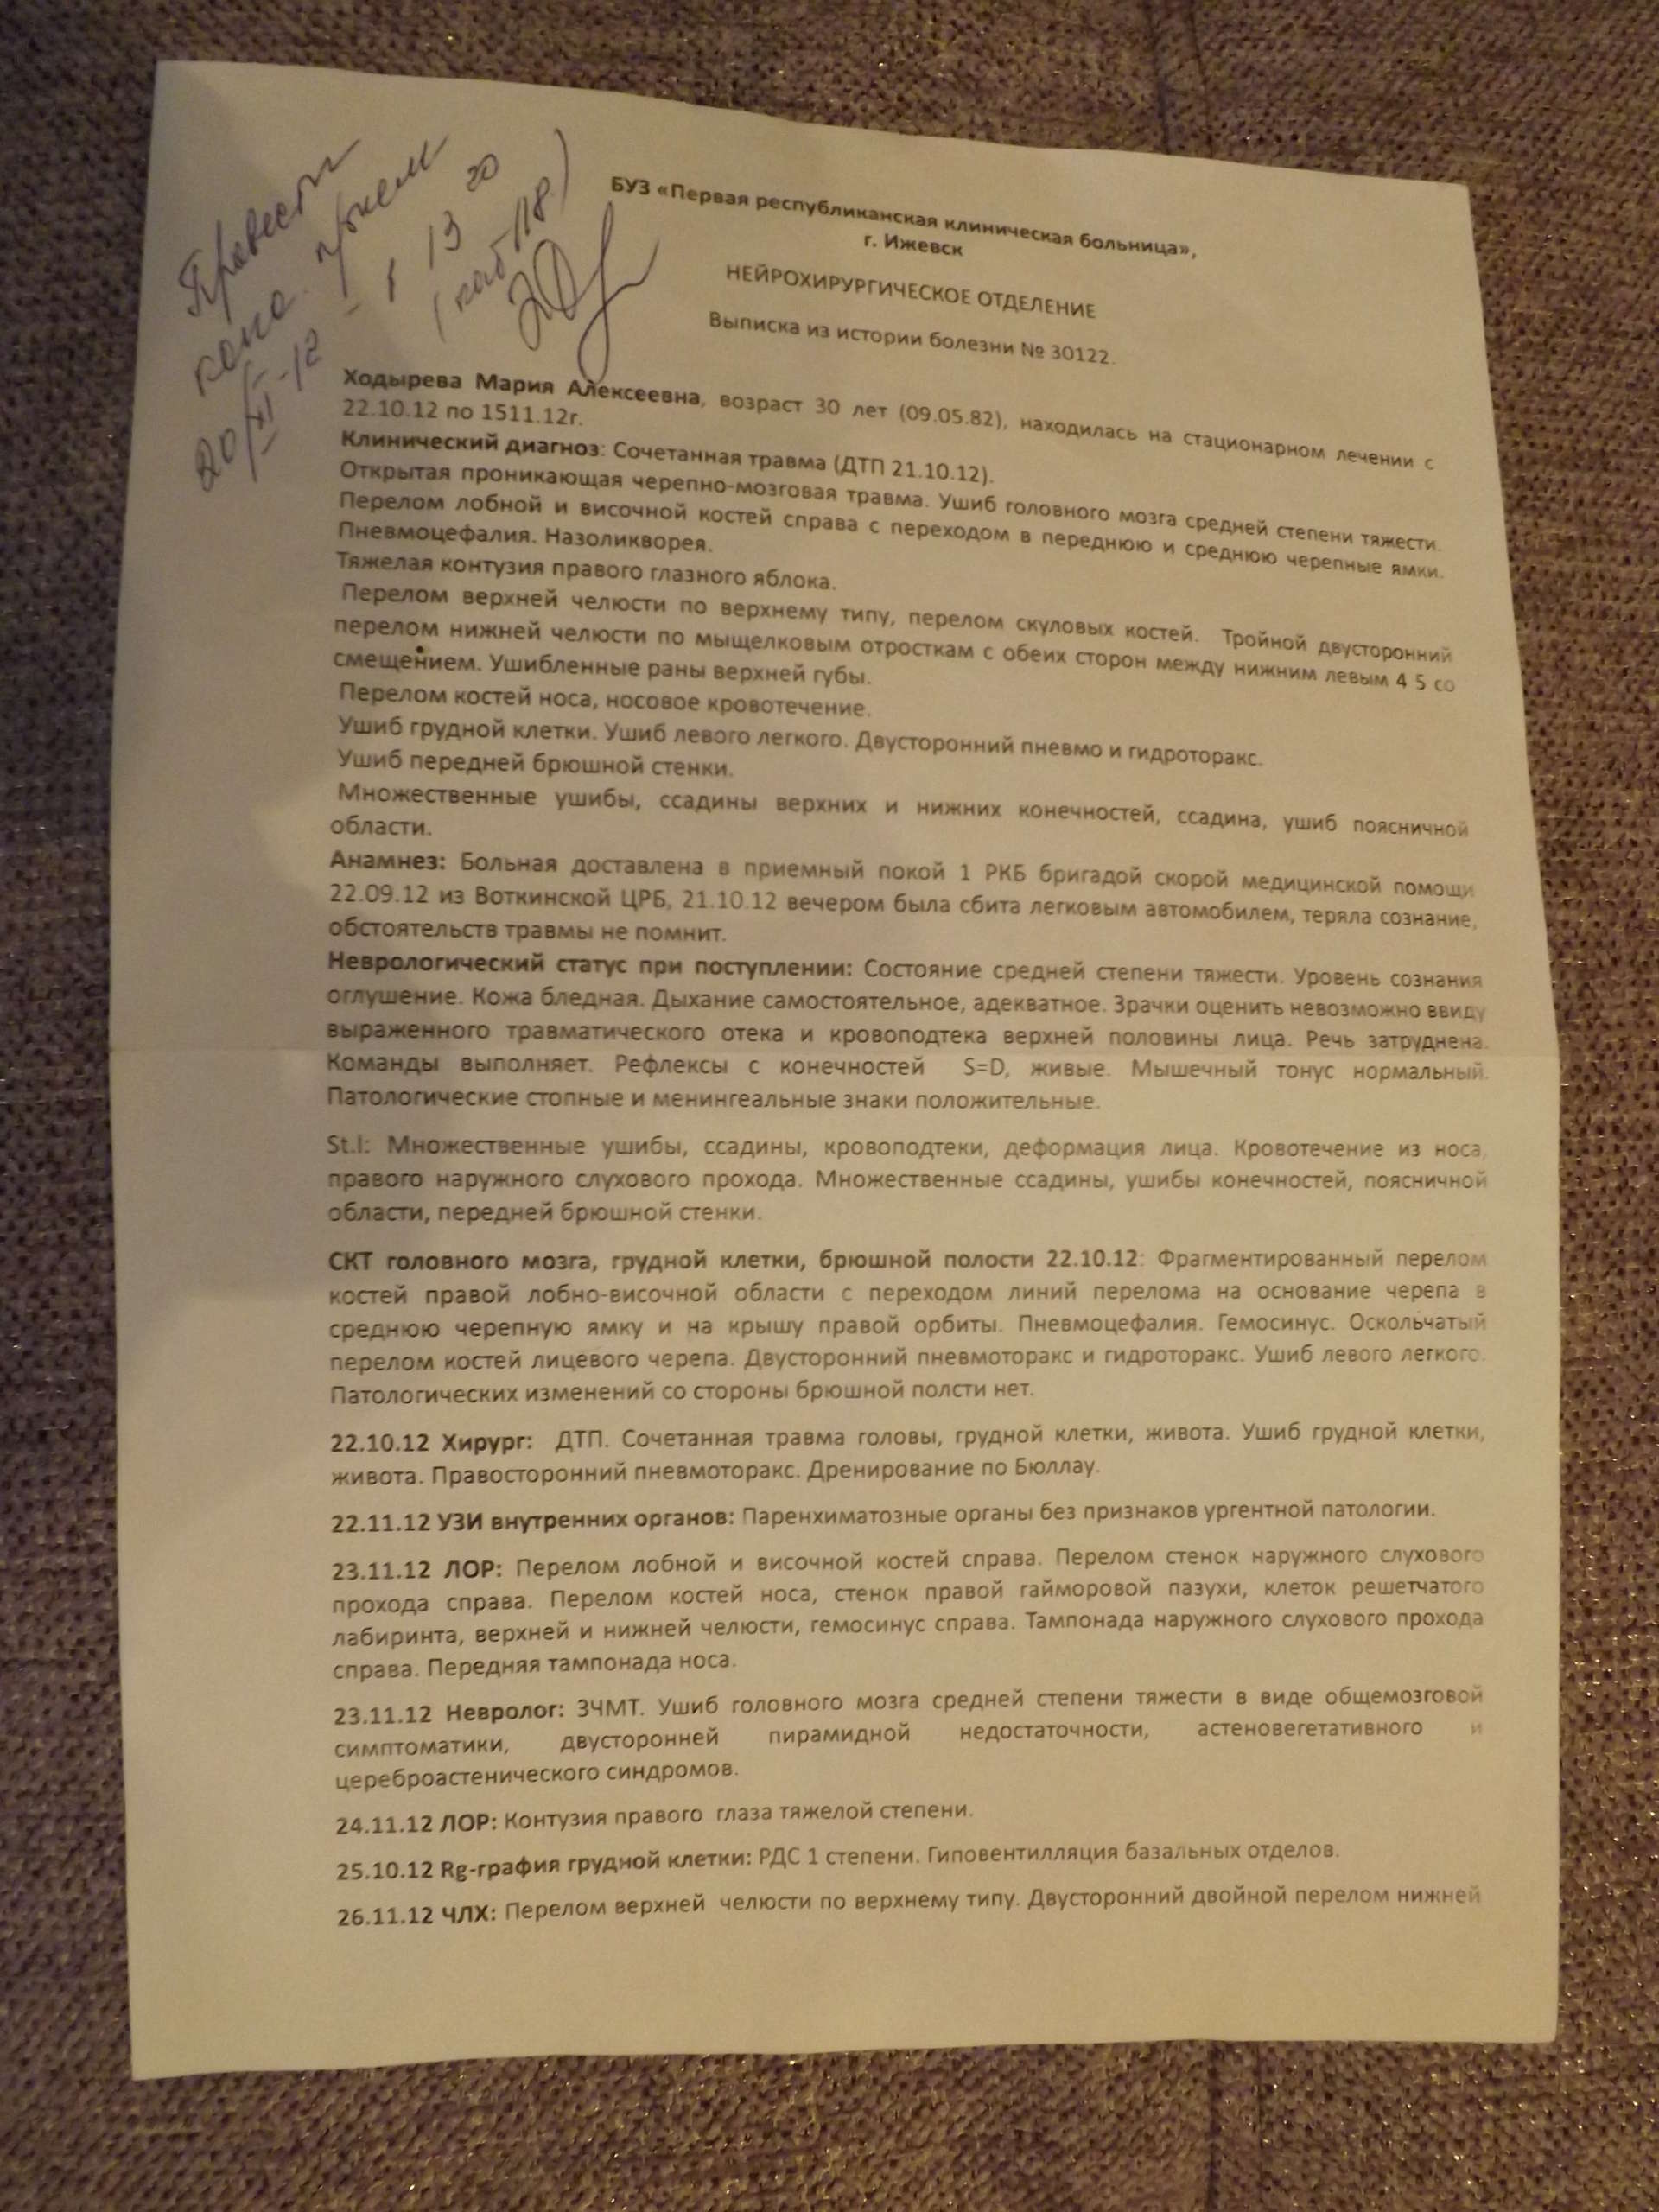 20/XI-12 - 1 13 20
(каб 118)
БУЗ «Первая республиканская клиническая больница»,
г. Ижевск
НЕЙРОХИРУРГИЧЕСКОЕ ОТДЕЛЕНИЕ
Выписка из истории болезни № 30122.
Ходырева Мария Алексеевна, возраст 30 лет (09.05.82), находилась на стационарном лечении с
22.10.12 по 1511.12г.
Клинический диагноз: Сочетанная травма (ДТП 21.10.12).
Открытая проникающая черепно-мозговая травма. Ушиб головного мозга средней степени тяжести.
Перелом лобной и височной костей справа с переходом в переднюю и среднюю черепные ямки.
Пневмоцефалия. Назоликворея.
Тяжелая контузия правого глазного яблока.
Перелом верхней челюсти по верхнему типу, перелом скуловых костей. Тройной двусторонний
перелом нижней челюсти по мыщелковым отросткам с обеих сторон между нижним левым 4 5 со
смещением. Ушибленные раны верхней губы.
Перелом костей носа, носовое кровотечение.
Ушиб грудной клетки. Ушиб левого легкого. Двусторонний пневмо и гидроторакс.
Ушиб передней брюшной стенки.
Множественные ушибы, ссадины верхних и нижних конечностей, ссадина, ушиб поясничной
области.
Анамнез: Больная доставлена в приемный покой 1 РКБ бригадой скорой медицинской помощи
22.09.12 из Воткинской ЦРБ, 21.10.12 вечером была сбита легковым автомобилем, теряла сознание,
обстоятельств травмы не помнит.
Неврологический статус при поступлении: Состояние средней степени тяжести. Уровень сознания
оглушение. Кожа бледная. Дыхание самостоятельное, адекватное. Зрачки оценить невозможно ввиду
выраженного травматического отека и кровоподтека верхней половины лица. Речь затруднена.
Команды выполняет. Рефлексы с конечностей S=D, живые. Мышечный тонус нормальный.
Патологические стопные и менингеальные знаки положительные.
St.l: Множественные ушибы, ссадины, кровоподтеки, деформация лица. Кровотечение из носа,
правого наружного слухового прохода. Множественные ссадины, ушибы конечностей, поясничной
области, передней брюшной стенки.
СКТ головного мозга, грудной клетки, брюшной полости 22.10.12: Фрагментированный перелом
костей правой лобно-височной области с переходом линий перелома на основание черепа в
среднюю черепную ямку и на крышу правой орбиты. Пневмоцефалия. Гемосинус. Оскольчатый
перелом костей лицевого черепа. Двусторонний пневмоторакс и гидроторакс. Ушиб левого легкого.
Патологических изменений со стороны брюшной полсти нет.
22.10.12 Хирург: ДТП. Сочетанная травма головы, грудной клетки, живота. Ушиб грудной клетки,
живота. Правосторонний пневмоторакс. Дренирование по Бюллау.
22.11.12 УЗИ внутренних органов: Паренхиматозные органы без признаков ургентной патологии.
23.11.12 ЛОР: Перелом лобной и височной костей справа. Перелом стенок наружного слухового
прохода справа. Перелом костей носа, стенок правой гайморовой пазухи, клеток решетчатого
лабиринта, верхней и нижней челюсти, гемосинус справа. Тампонада наружного слухового прохода
справа. Передняя тампонада носа.
23.11.12 Невролог: ЗЧМТ. Ушиб головного мозга средней степени тяжести в виде общемозговой
симптоматики, двусторонней пирамидной недостаточности, астеновегетативного и
цереброастенического синдромов.
24.11.12 ЛОР: Контузия правого глаза тяжелой степени.
25.10.12 Rg-графия грудной клетки: РДС 1 степени. Гиповентилляция базальных отделов.
26.11.12 ЧЛХ: Перелом верхней челюсти по верхнему типу. Двусторонний двойной перелом нижней